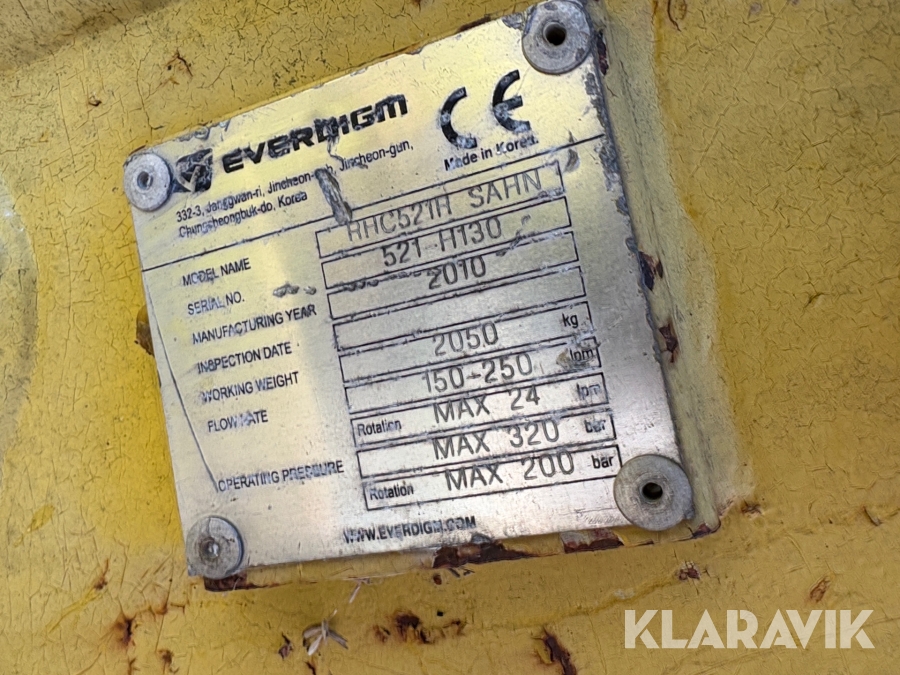 EVERDIGM
CE
Made in Korea.
332-3, Janggwan-ri, Jincheon-eub, Jincheon-gun,
Chungcheongbuk-do, Korea
MODEL NAME RHC521H SAHN
SERIAL NO. 521 H130
MANUFACTURING YEAR 2010
INSPECTION DATE
WORKING WEIGHT 2050 kg
FLOW RATE 150-250 lpm
Rotation MAX 24 lpm
OPERATING PRESSURE MAX 320 bar
Rotation MAX 200 bar
WWW.EVERDIGM.COM
KLARAVIK